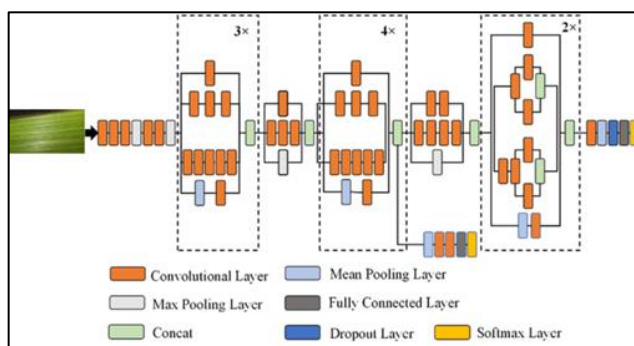 3×
4×
2×
Convolutional Layer
Mean Pooling Layer
Max Pooling Layer
Fully Connected Layer
Concat
Dropout Layer
Softmax Layer